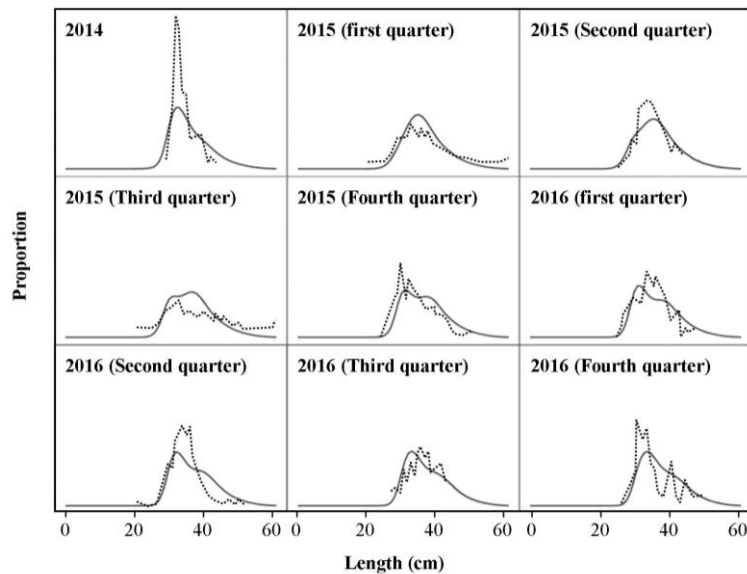 2014
2015 (first quarter)
2015 (Second quarter)
2015 (Third quarter)
2015 (Fourth quarter)
2016 (first quarter)
2016 (Second quarter)
2016 (Third quarter)
2016 (Fourth quarter)
Proportion
0 20 40 60 0 20 40 60 0 20 40 60
Length (cm)